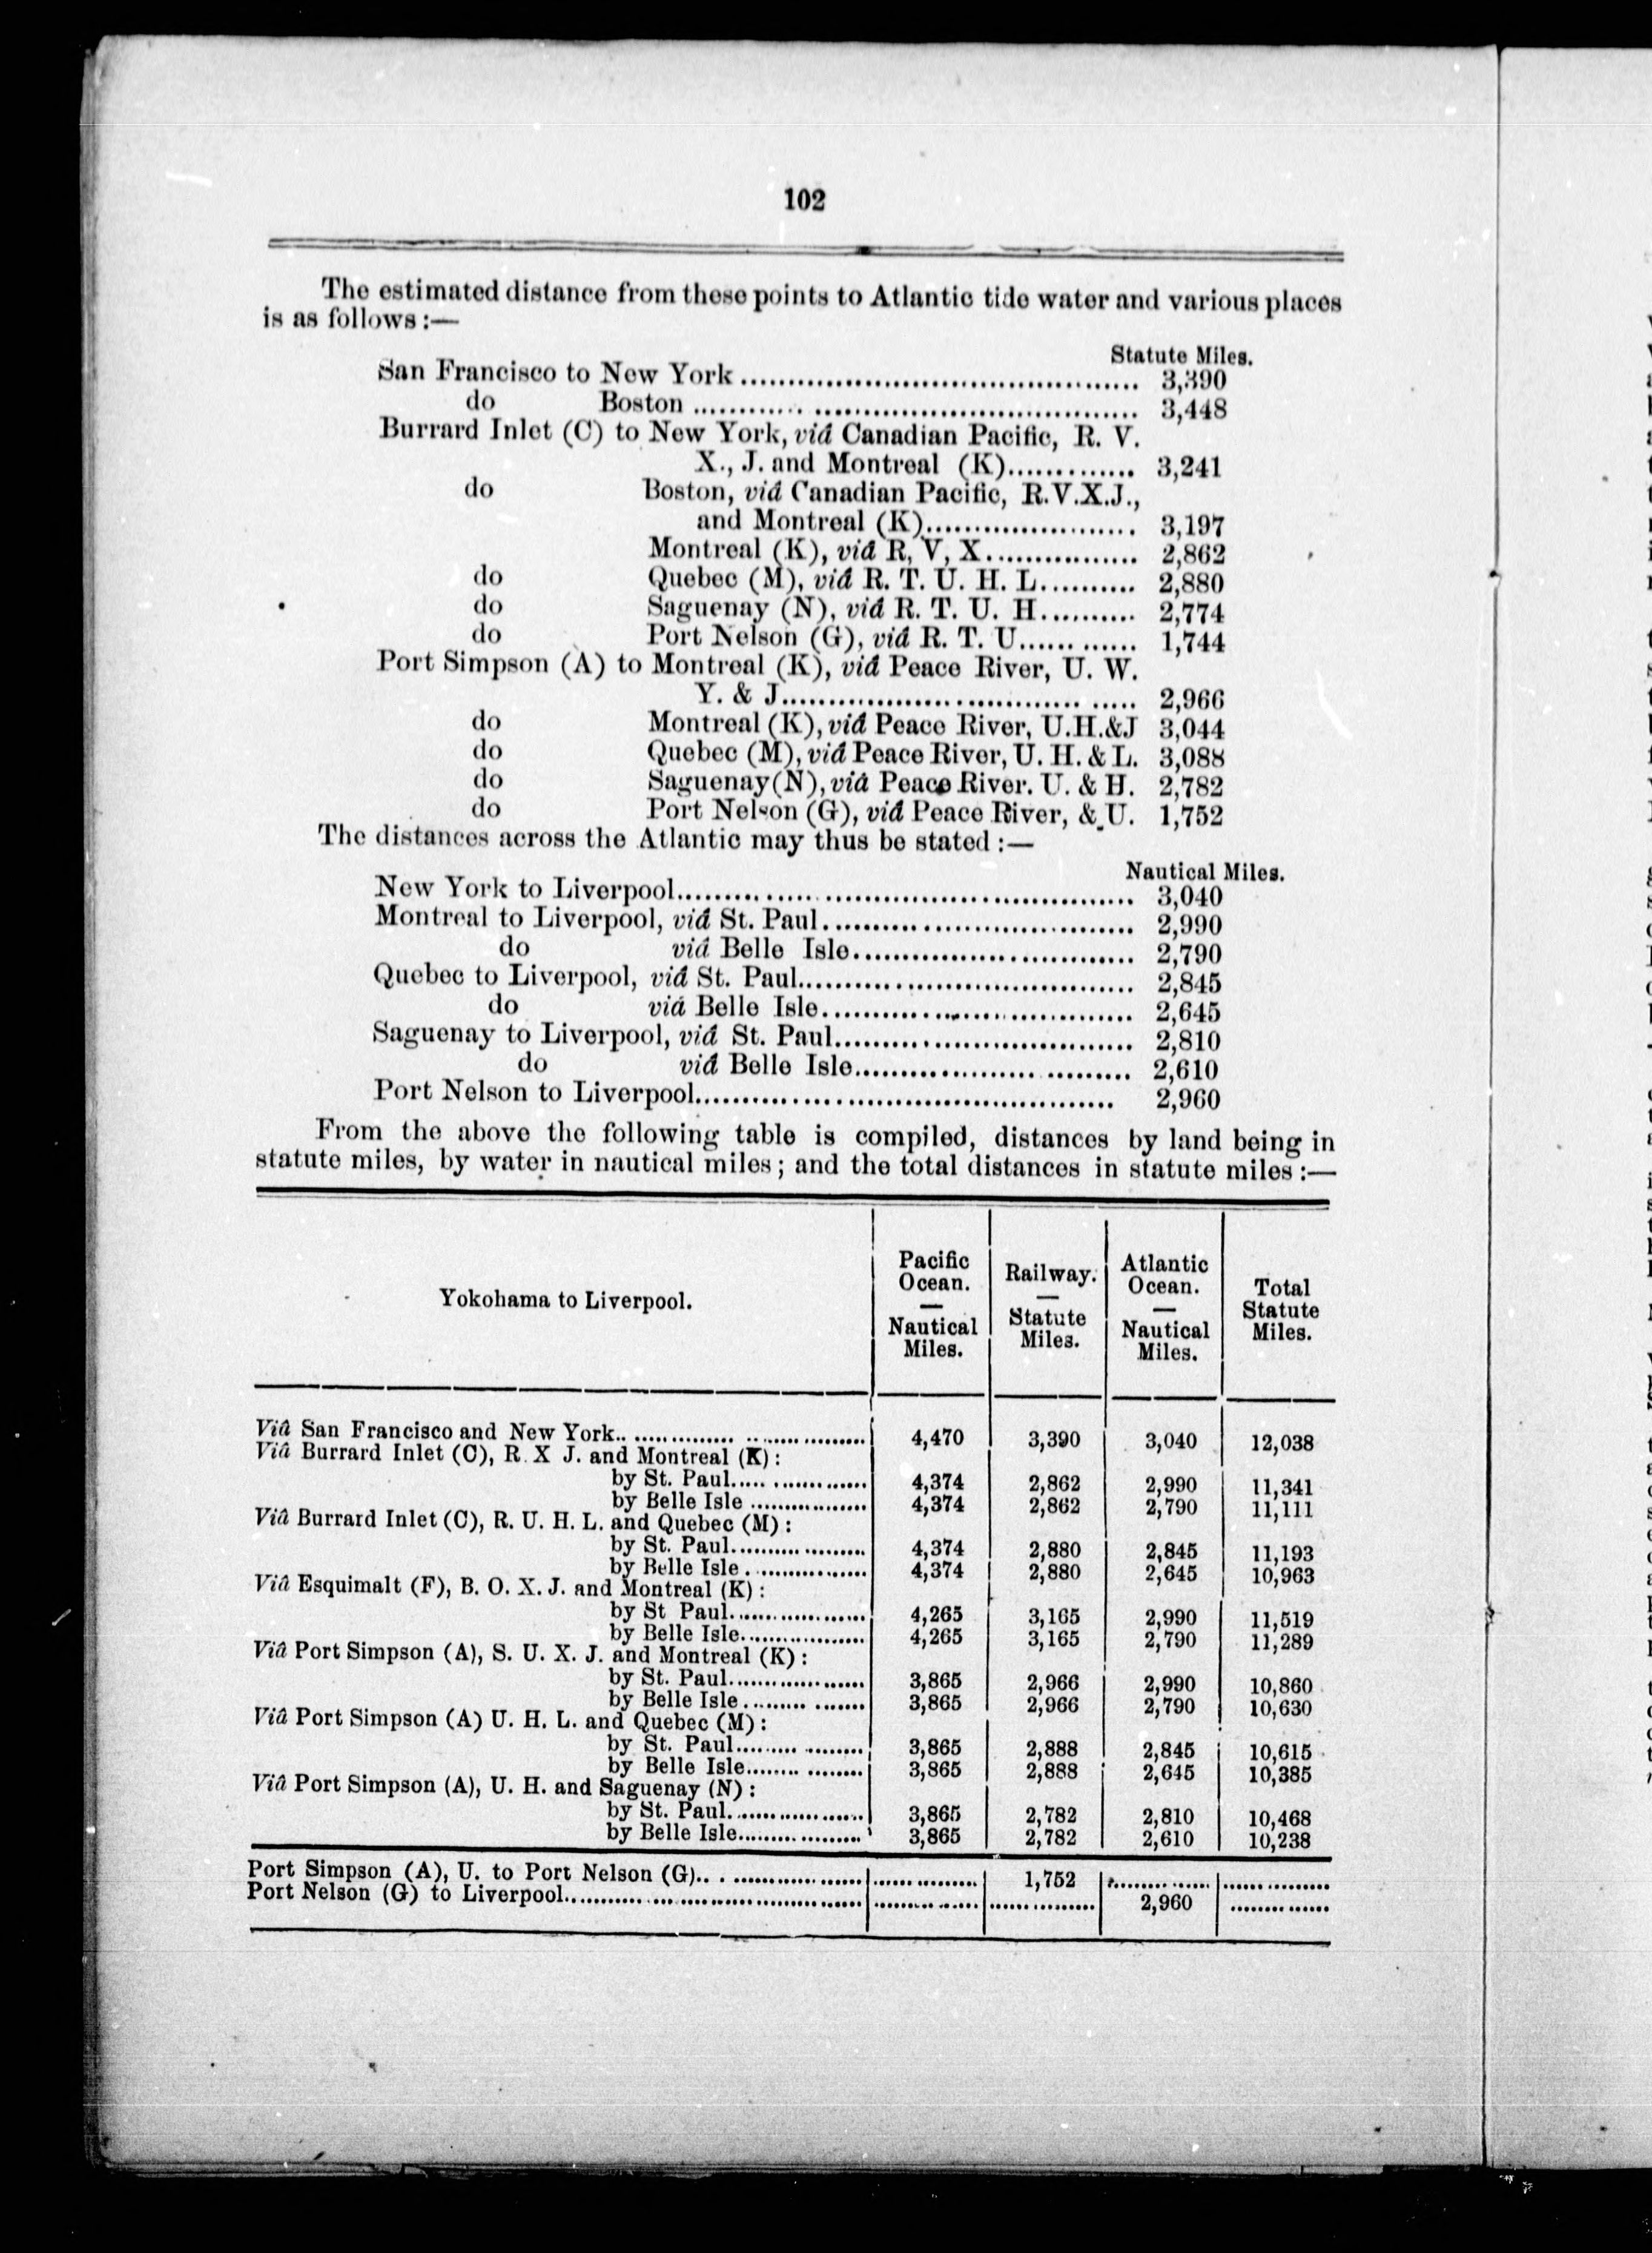 102
The estimated distance from these points to Atlantic tide water and various places
is as follows :—
Statute Miles.
San Francisco to New York .......... 3,390
do Boston .......... 3,448
Burrard Inlet (C) to New York, viâ Canadian Pacific, R. V.
X., J. and Montreal (K).......... 3,241
do Boston, viâ Canadian Pacific, R.V.X.J.,
and Montreal (K).......... 3,197
Montreal (K), viâ R, V, X.......... 2,862
do Quebec (M), viâ R. T. U. H. L.......... 2,880
do Saguenay (N), viâ R. T. U. H.......... 2,774
do Port Nelson (G), viâ R. T. U.......... 1,744
Port Simpson (A) to Montreal (K), viâ Peace River, U. W.
Y. & J.......... 2,966
do Montreal (K), viâ Peace River, U.H.&J 3,044
do Quebec (M), viâ Peace River, U. H. & L. 3,088
do Saguenay(N), viâ Peace River. U. & H. 2,782
do Port Nelson (G), viâ Peace River, & U. 1,752
The distances across the Atlantic may thus be stated :—
Nautical Miles.
New York to Liverpool.......... 3,040
Montreal to Liverpool, viâ St. Paul.......... 2,990
do viâ Belle Isle.......... 2,790
Quebec to Liverpool, viâ St. Paul.......... 2,845
do viâ Belle Isle.......... 2,645
Saguenay to Liverpool, viâ St. Paul.......... 2,810
do viâ Belle Isle.......... 2,610
Port Nelson to Liverpool.......... 2,960
From the above the following table is compiled, distances by land being in
statute miles, by water in nautical miles ; and the total distances in statute miles :—
Yokohama to Liverpool.
Pacific Ocean. — Nautical Miles.
Railway. — Statute Miles.
Atlantic Ocean. — Nautical Miles.
Total Statute Miles.
Viâ San Francisco and New York.......... 4,470 3,390 3,040 12,038
Viâ Burrard Inlet (C), R. X J. and Montreal (K) :
by St. Paul.......... 4,374 2,862 2,990 11,341
by Belle Isle .......... 4,374 2,862 2,790 11,111
Viâ Burrard Inlet (C), R. U. H. L. and Quebec (M) :
by St. Paul.......... 4,374 2,880 2,845 11,193
by Belle Isle .......... 4,374 2,880 2,645 10,963
Viâ Esquimalt (F), B. O. X. J. and Montreal (K) :
by St Paul.......... 4,265 3,165 2,990 11,519
by Belle Isle.......... 4,265 3,165 2,790 11,289
Viâ Port Simpson (A), S. U. X. J. and Montreal (K) :
by St. Paul.......... 3,865 2,966 2,990 10,860
by Belle Isle.......... 3,865 2,966 2,790 10,630
Viâ Port Simpson (A) U. H. L. and Quebec (M) :
by St. Paul.......... 3,865 2,888 2,845 10,615
by Belle Isle.......... 3,865 2,888 2,645 10,385
Viâ Port Simpson (A), U. H. and Saguenay (N) :
by St. Paul.......... 3,865 2,782 2,810 10,468
by Belle Isle.......... 3,865 2,782 2,610 10,238
Port Simpson (A), U. to Port Nelson (G).......... 1,752
Port Nelson (G) to Liverpool.......... 2,960